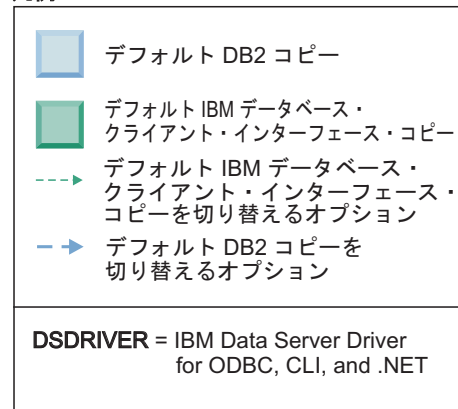 デフォルト DB2 コピー
デフォルト IBM データベース・
クライアント・インターフェース・コピー
デフォルト IBM データベース・
クライアント・インターフェース・
コピーを切り替えるオプション
デフォルト DB2 コピーを
切り替えるオプション
DSDRIVER = IBM Data Server Driver
for ODBC, CLI, and .NET